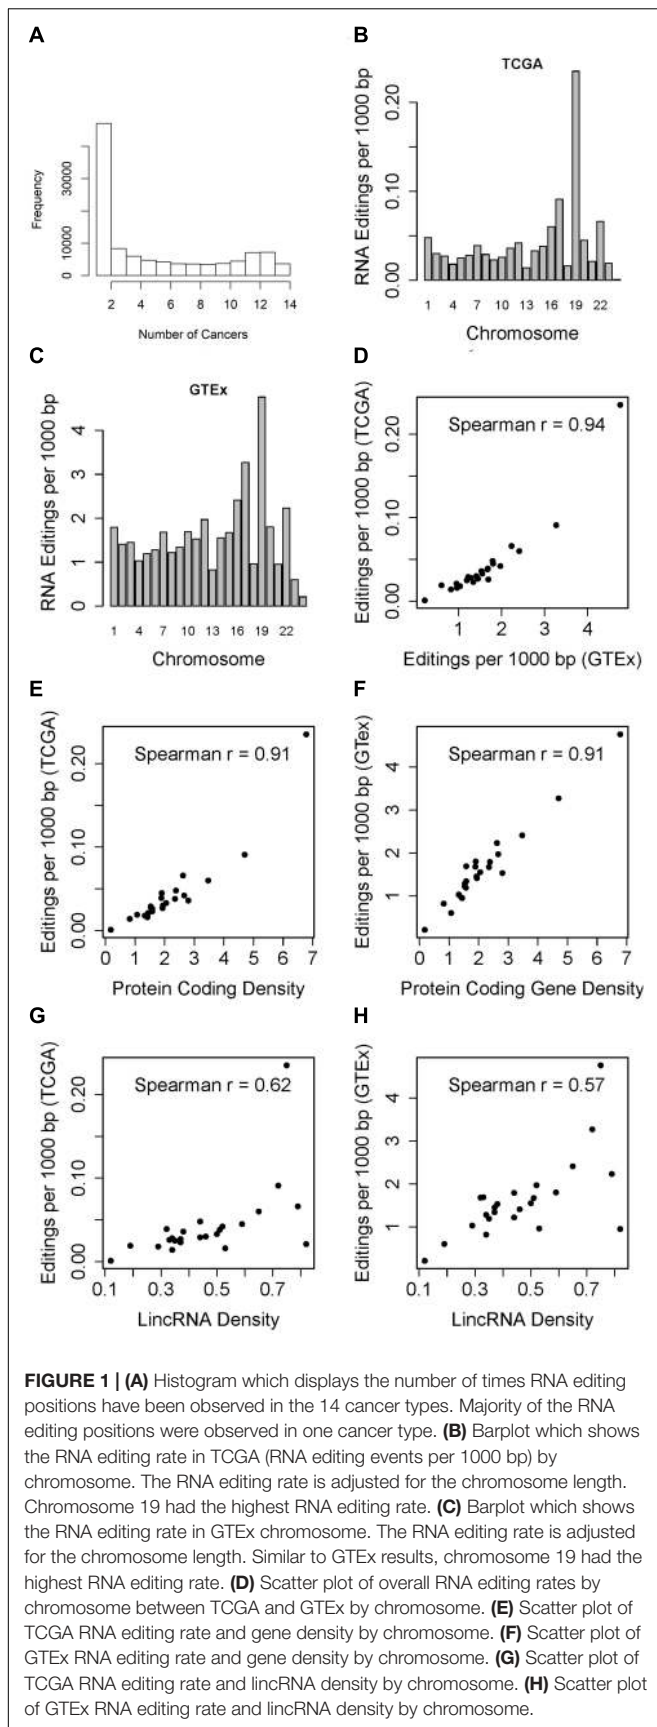 A
Frequency
0 10000 30000
2 4 6 8 10 12 14
Number of Cancers
B
TCGA
RNA Editings per 1000 bp
0.00 0.10 0.20
1 4 7 10 13 16 19 22
Chromosome
C
GTEx
RNA Editings per 1000 bp
0 1 2 3 4
1 4 7 10 13 16 19 22
Chromosome
D
Spearman r = 0.94
Editings per 1000 bp (TCGA)
0.00 0.10 0.20
1 2 3 4
Editings per 1000 bp (GTEx)
E
Spearman r = 0.91
Editings per 1000 bp (TCGA)
0.00 0.10 0.20
0 1 2 3 4 5 6 7
Protein Coding Density
F
Spearman r = 0.91
Editings per 1000 bp (GTex)
1 2 3 4
0 1 2 3 4 5 6 7
Protein Coding Gene Density
G
Spearman r = 0.62
Editings per 1000 bp (TCGA)
0.00 0.10 0.20
0.1 0.3 0.5 0.7
LincRNA Density
H
Spearman r = 0.57
Editings per 1000 bp (GTEx)
1 2 3 4
0.1 0.3 0.5 0.7
LincRNA Density
FIGURE 1 | (A) Histogram which displays the number of times RNA editing
positions have been observed in the 14 cancer types. Majority of the RNA
editing positions were observed in one cancer type. (B) Barplot which shows
the RNA editing rate in TCGA (RNA editing events per 1000 bp) by
chromosome. The RNA editing rate is adjusted for the chromosome length.
Chromosome 19 had the highest RNA editing rate. (C) Barplot which shows
the RNA editing rate in GTEx chromosome. The RNA editing rate is adjusted
for the chromosome length. Similar to GTEx results, chromosome 19 had the
highest RNA editing rate. (D) Scatter plot of overall RNA editing rates by
chromosome between TCGA and GTEx by chromosome. (E) Scatter plot of
TCGA RNA editing rate and gene density by chromosome. (F) Scatter plot of
GTEx RNA editing rate and gene density by chromosome. (G) Scatter plot of
TCGA RNA editing rate and lincRNA density by chromosome. (H) Scatter plot
of GTEx RNA editing rate and lincRNA density by chromosome.